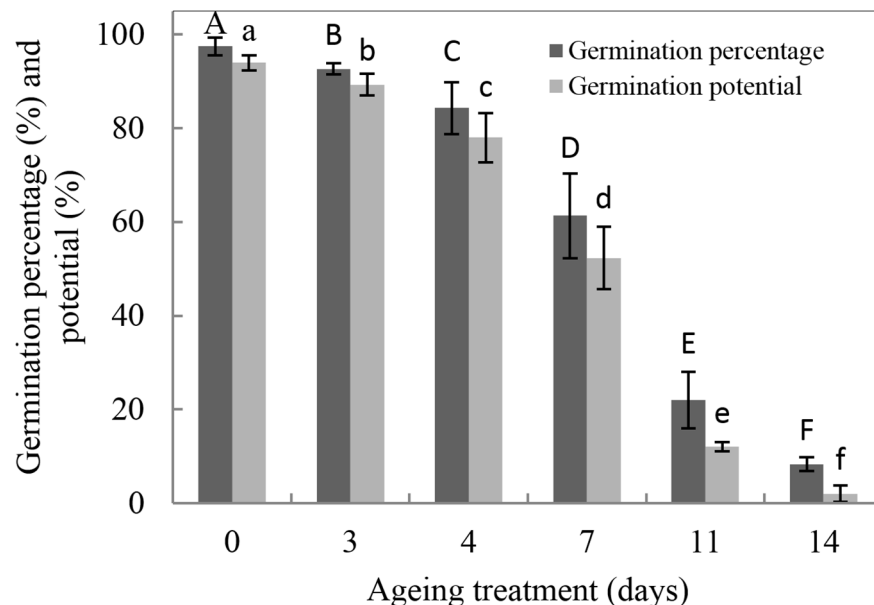 Germination percentage (%) and
potential (%)
100
80
60
40
20
0
A a
B b
C c
D d
E e
F f
Germination percentage
Germination potential
0 3 4 7 11 14
Ageing treatment (days)